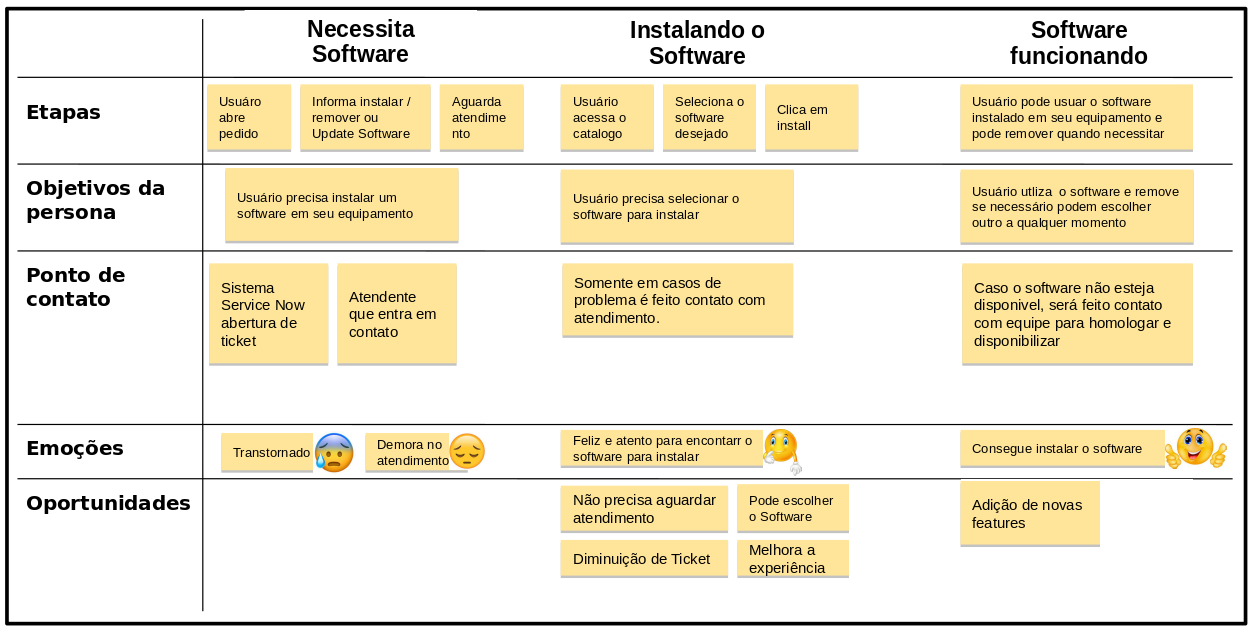 Necessita
Software
Instalando o
Software
Software
funcionando
Etapas
Usuáro
abre
pedido
Informa instalar /
remover ou
Update Software
Aguarda
atendime
nto
Usuário
acessa o
catalogo
Seleciona o
software
desejado
Clica em
install
Usuário pode usuar o software
instalado em seu equipamento e
pode remover quando necessitar
Objetivos da
persona
Usuário precisa instalar um
software em seu equipamento
Usuário precisa selecionar o
software para instalar
Usuário utliza o software e remove
se necessário podem escolher
outro a qualquer momento
Ponto de
contato
Sistema
Service Now
abertura de
ticket
Atendente
que entra em
contato
Somente em casos de
problema é feito contato com
atendimento.
Caso o software não esteja
disponivel, será feito contato
com equipe para homologar e
disponibilizar
Emoções
Transtornado
Demora no
atendimento
Feliz e atento para encontarr o
software para instalar
Consegue instalar o software
Oportunidades
Não precisa aguardar
atendimento
Pode escolher
o Software
Diminuição de Ticket
Melhora a
experiência
Adição de novas
features